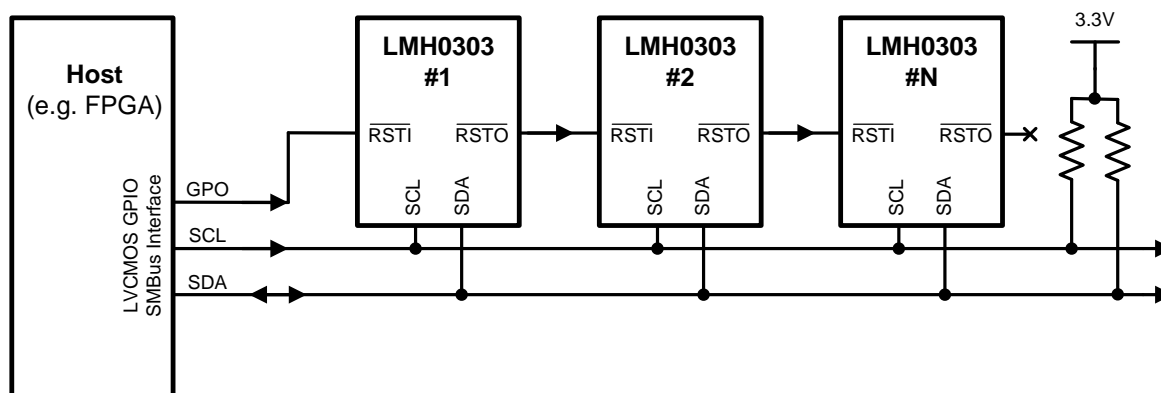 Host
(e.g. FPGA)
LVCMOS GPIO
SMBus Interface
GPO
SCL
SDA
LMH0303
#1
RSTI
RSTO
SCL
SDA
LMH0303
#2
RSTI
RSTO
SCL
SDA
LMH0303
#N
RSTI
RSTO
SCL
SDA
3.3V